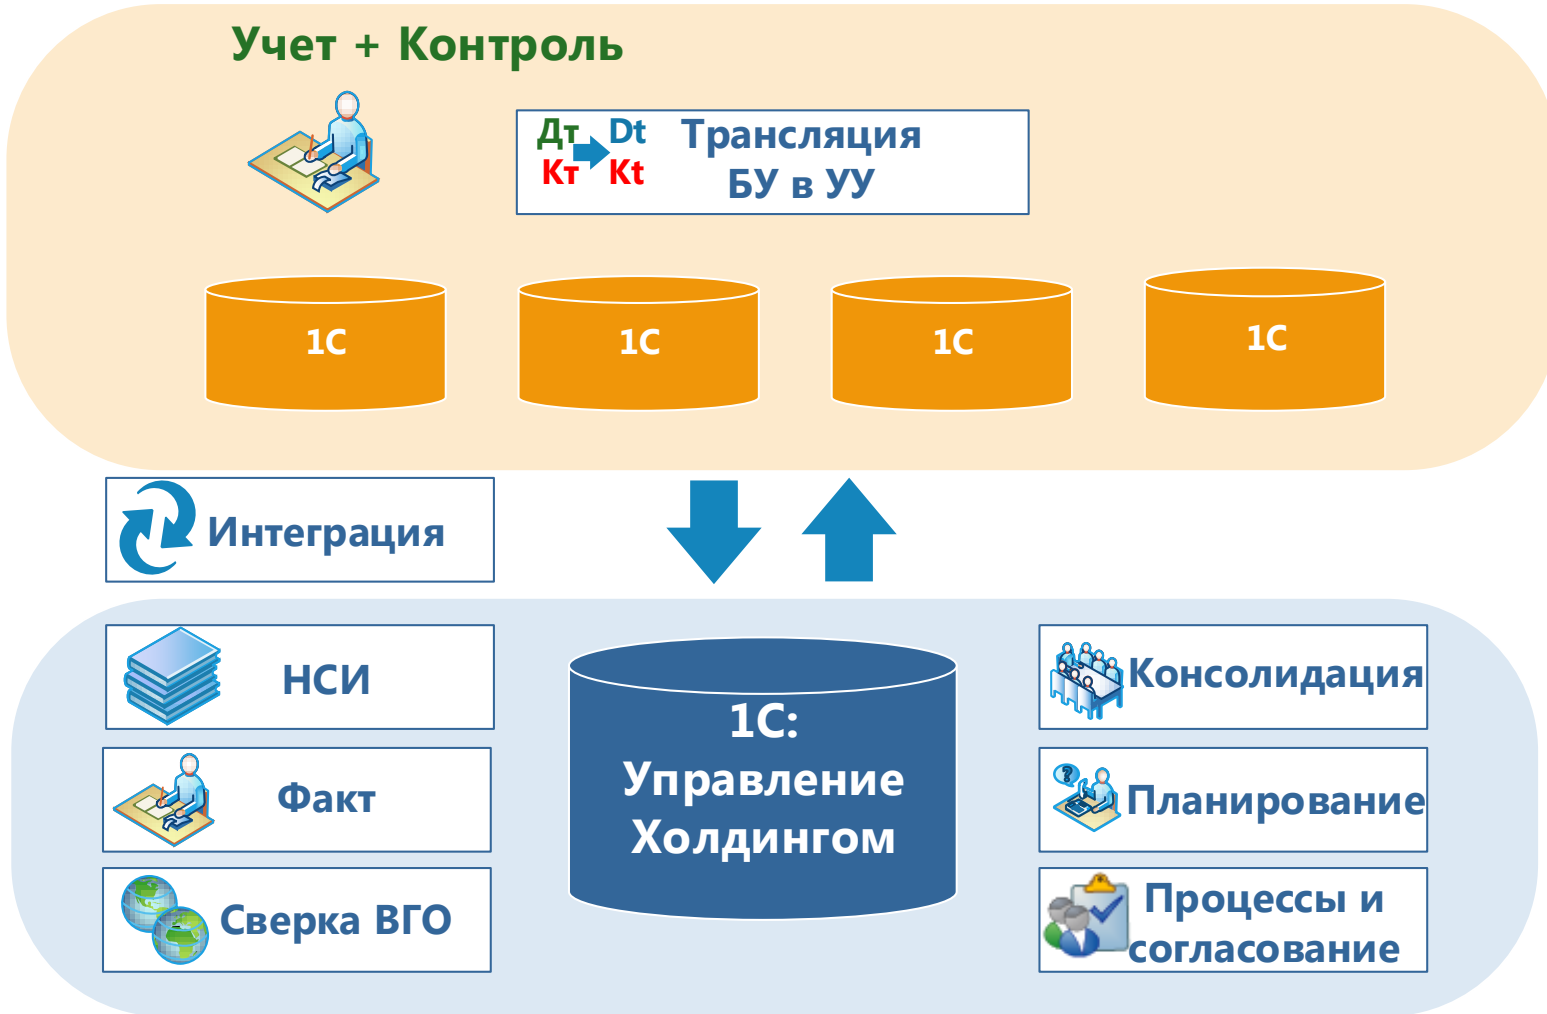 Учет + Контроль
Дт Dt
Кт Kt
Трансляция
БУ в УУ
1С
1С
1С
1С
Интеграция
НСИ
Факт
Сверка ВГО
1С:
Управление
Холдингом
Консолидация
Планирование
?
Процессы и
согласование